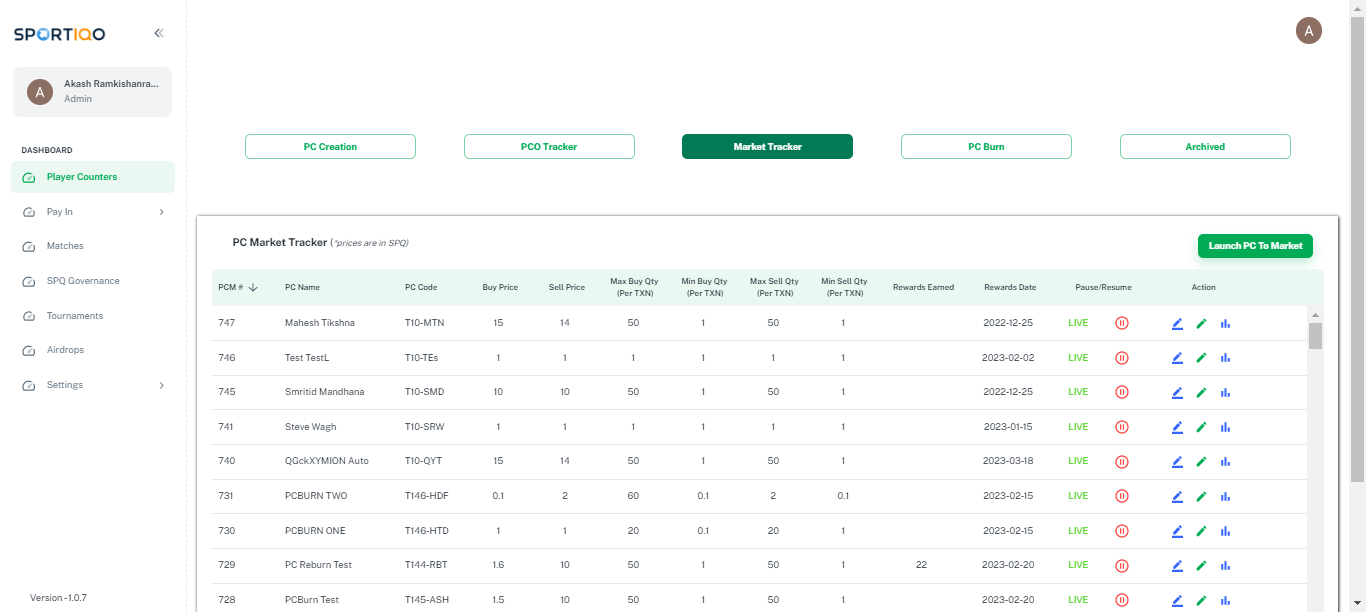 SPORTIQO
A
A
Akash Ramkishanra...
Admin
DASHBOARD
Player Counters
Pay In
Matches
SPQ Governance
Tournaments
Airdrops
Settings
Version -1.0.7
PC Creation
PCO Tracker
Market Tracker
PC Burn
Archived
PC Market Tracker (*prices are in SPQ)
Launch PC To Market
PCM # PC Name PC Code Buy Price Sell Price Max Buy Qty (Per TXN) Min Buy Qty (Per TXN) Max Sell Qty (Per TXN) Min Sell Qty (Per TXN) Rewards Earned Rewards Date Pause/Resume Action
747 Mahesh Tikshna T10-MTN 15 14 50 1 50 1 2022-12-25 LIVE
746 Test TestL T10-TEs 1 1 1 1 1 1 2023-02-02 LIVE
745 Smritid Mandhana T10-SMD 10 10 50 1 50 1 2022-12-25 LIVE
741 Steve Wagh T10-SRW 1 1 1 1 1 1 2023-01-15 LIVE
740 QGckXYMION Auto T10-QYT 15 14 50 1 50 1 2023-03-18 LIVE
731 PCBURN TWO T146-HDF 0.1 2 60 0.1 2 0.1 2023-02-15 LIVE
730 PCBURN ONE T146-HTD 1 1 20 0.1 20 1 2023-02-15 LIVE
729 PC Reburn Test T144-RBT 1.6 10 50 1 50 1 22 2023-02-20 LIVE
728 PCBurn Test T145-ASH 1.5 10 50 1 50 1 2023-02-20 LIVE